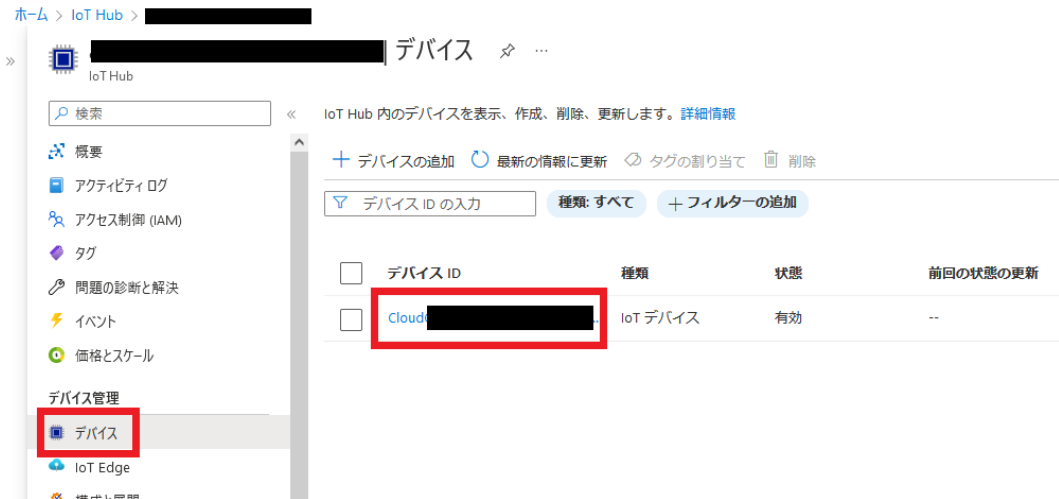 ホーム > IoT Hub >
| デバイス
IoT Hub
検索
概要
アクティビティ ログ
アクセス制御 (IAM)
タグ
問題の診断と解決
イベント
価格とスケール
デバイス管理
デバイス
IoT Edge
構成と展開
IoT Hub 内のデバイスを表示、作成、削除、更新します。詳細情報
デバイスの追加 最新の情報に更新 タグの割り当て 削除
デバイス ID の入力 種類: すべて フィルターの追加
デバイス ID 種類 状態 前回の状態の更新
Cloud ... IoT デバイス 有効 --